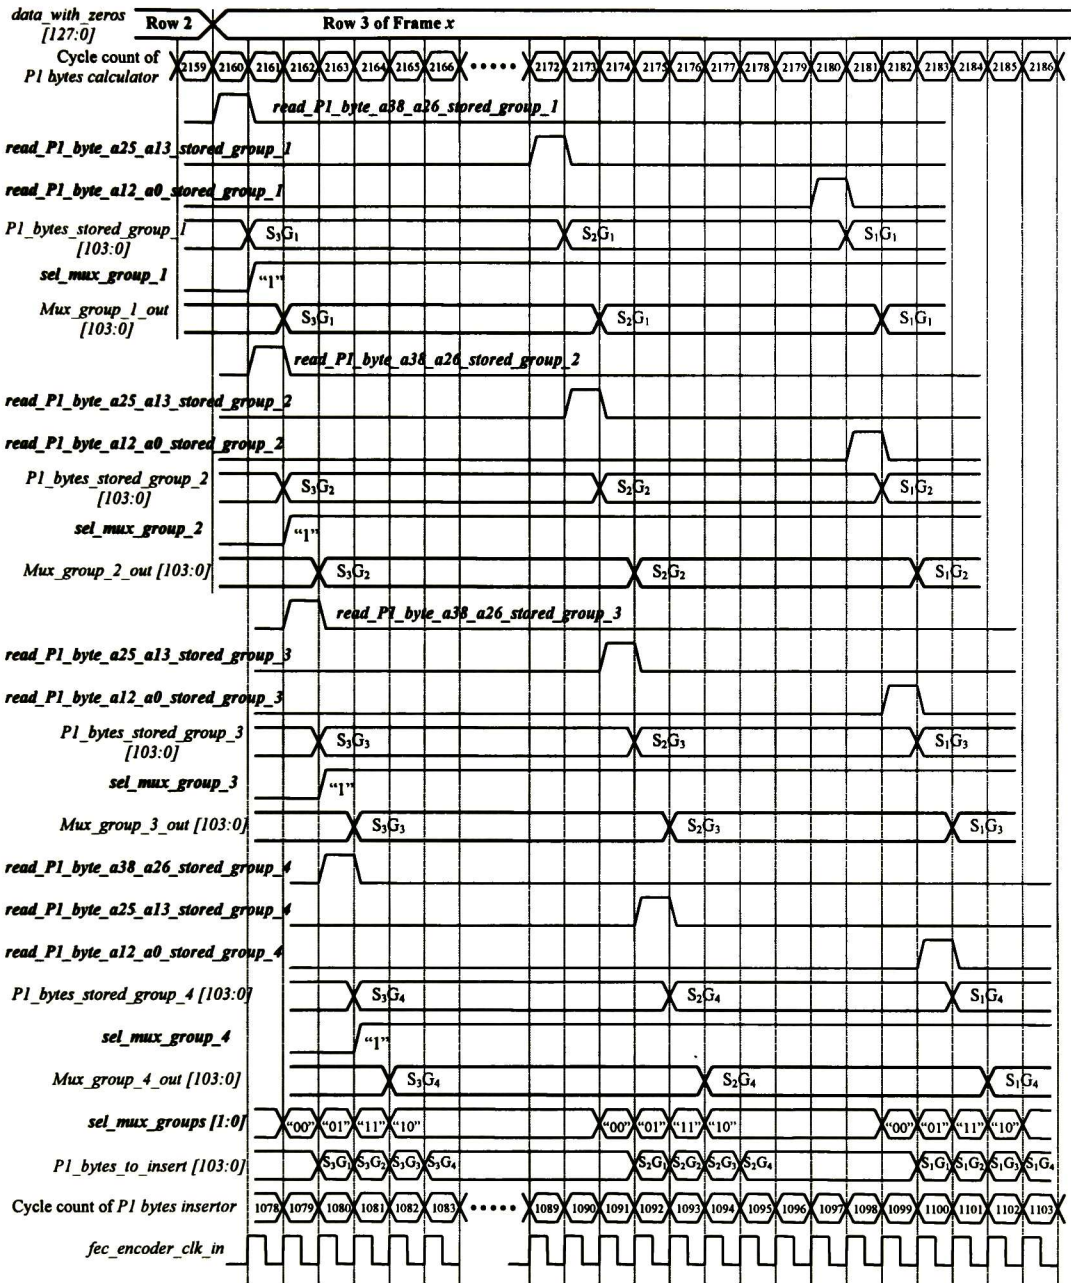 data_with_zeros [127:0] Row 2 Row 3 of Frame x
Cycle count of P1 bytes calculator 2159 2160 2161 2162 2163 2164 2165 2166 ..... 2172 2173 2174 2175 2176 2177 2178 2179 2180 2181 2182 2183 2184 2185 2186
read_P1_byte_a38_a26_stored_group_1
read_P1_byte_a25_a13_stored_group_1
read_P1_byte_a12_a0_stored_group_1
P1_bytes_stored_group_1 [103:0] S3G1 S2G1 S1G1
sel_mux_group_1 "1"
Mux_group_1_out [103:0] S3G1 S2G1 S1G1
read_P1_byte_a38_a26_stored_group_2
read_P1_byte_a25_a13_stored_group_2
read_P1_byte_a12_a0_stored_group_2
P1_bytes_stored_group_2 [103:0] S3G2 S2G2 S1G2
sel_mux_group_2 "1"
Mux_group_2_out [103:0] S3G2 S2G2 S1G2
read_P1_byte_a38_a26_stored_group_3
read_P1_byte_a25_a13_stored_group_3
read_P1_byte_a12_a0_stored_group_3
P1_bytes_stored_group_3 [103:0] S3G3 S2G3 S1G3
sel_mux_group_3 "1"
Mux_group_3_out [103:0] S3G3 S2G3 S1G3
read_P1_byte_a38_a26_stored_group_4
read_P1_byte_a25_a13_stored_group_4
read_P1_byte_a12_a0_stored_group_4
P1_bytes_stored_group_4 [103:0] S3G4 S2G4 S1G4
sel_mux_group_4 "1"
Mux_group_4_out [103:0] S3G4 S2G4 S1G4
sel_mux_groups [1:0] "00" "01" "11" "10" "00" "01" "11" "10" "00" "01" "11" "10"
P1_bytes_to_insert [103:0] S3G1 S3G2 S3G3 S3G4 S2G1 S2G2 S2G3 S2G4 S1G1 S1G2 S1G3 S1G4
Cycle count of P1 bytes insertor 1078 1079 1080 1081 1082 1083 ..... 1089 1090 1091 1092 1093 1094 1095 1096 1097 1098 1099 1100 1101 1102 1103
fec_encoder_clk_in